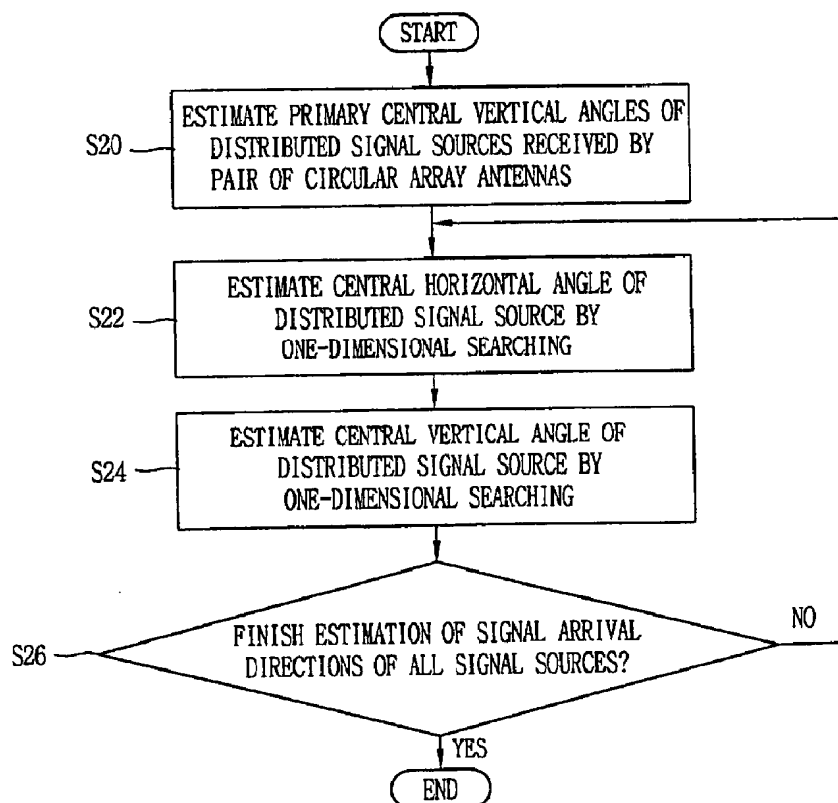 START
S20
ESTIMATE PRIMARY CENTRAL VERTICAL ANGLES OF
DISTRIBUTED SIGNAL SOURCES RECEIVED BY
PAIR OF CIRCULAR ARRAY ANTENNAS
S22
ESTIMATE CENTRAL HORIZONTAL ANGLE OF
DISTRIBUTED SIGNAL SOURCE BY
ONE-DIMENSIONAL SEARCHING
S24
ESTIMATE CENTRAL VERTICAL ANGLE OF
DISTRIBUTED SIGNAL SOURCE BY
ONE-DIMENSIONAL SEARCHING
S26
FINISH ESTIMATION OF SIGNAL ARRIVAL
DIRECTIONS OF ALL SIGNAL SOURCES?
NO
YES
END